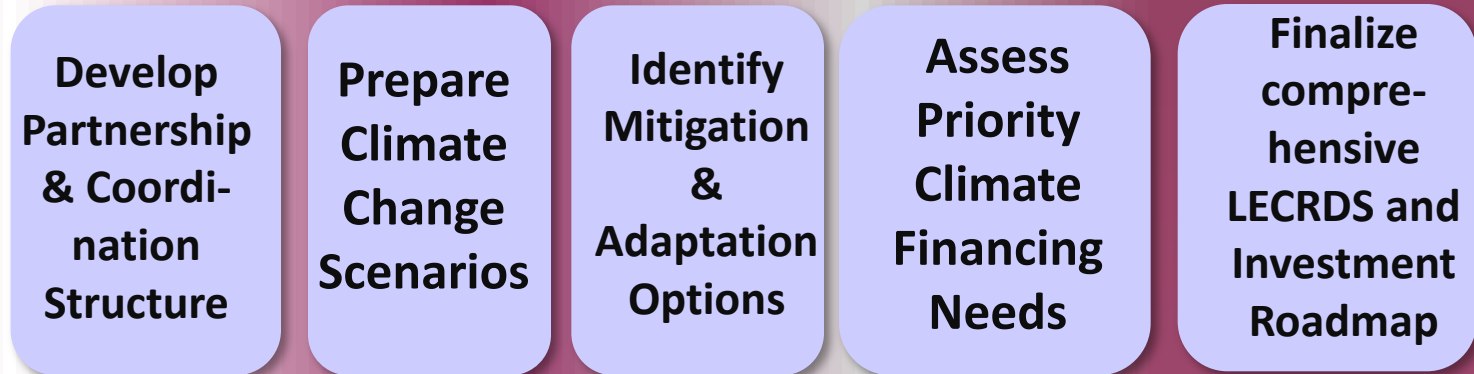 Develop
Partnership
& Coordi-
nation
Structure
Prepare
Climate
Change
Scenarios
Identify
Mitigation
&
Adaptation
Options
Assess
Priority
Climate
Financing
Needs
Finalize
compre-
hensive
LECRDS and
Investment
Roadmap